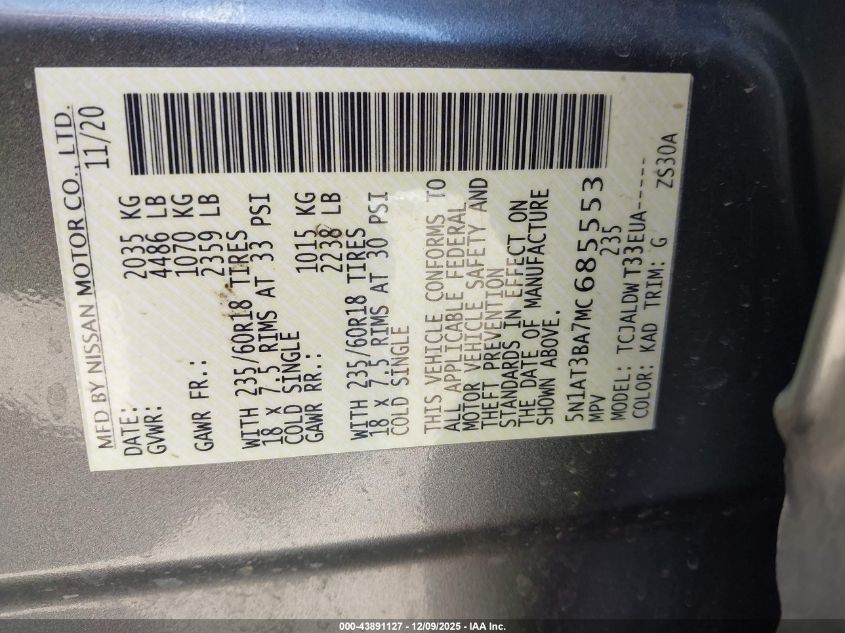 MFD BY NISSAN MOTOR CO., LTD.
DATE: 11/20
GVWR: 2035 KG
4486 LB
GAWR FR.: 1070 KG
2359 LB
WITH 235/60R18 TIRES
18 X 7.5 RIMS AT 33 PSI
COLD SINGLE
GAWR RR.: 1015 KG
2238 LB
WITH 235/60R18 TIRES
18 X 7.5 RIMS AT 30 PSI
COLD SINGLE
THIS VEHICLE CONFORMS TO
ALL APPLICABLE FEDERAL
MOTOR VEHICLE SAFETY AND
THEFT PREVENTION
STANDARDS IN EFFECT ON
THE DATE OF MANUFACTURE
SHOWN ABOVE.
5N1AT3BA7MC685553
MPV 235
MODEL: TCJALDWT33EUA-----
COLOR: KAD TRIM: G ZS30A
000-43891127 - 12/09/2025 - IAA Inc.